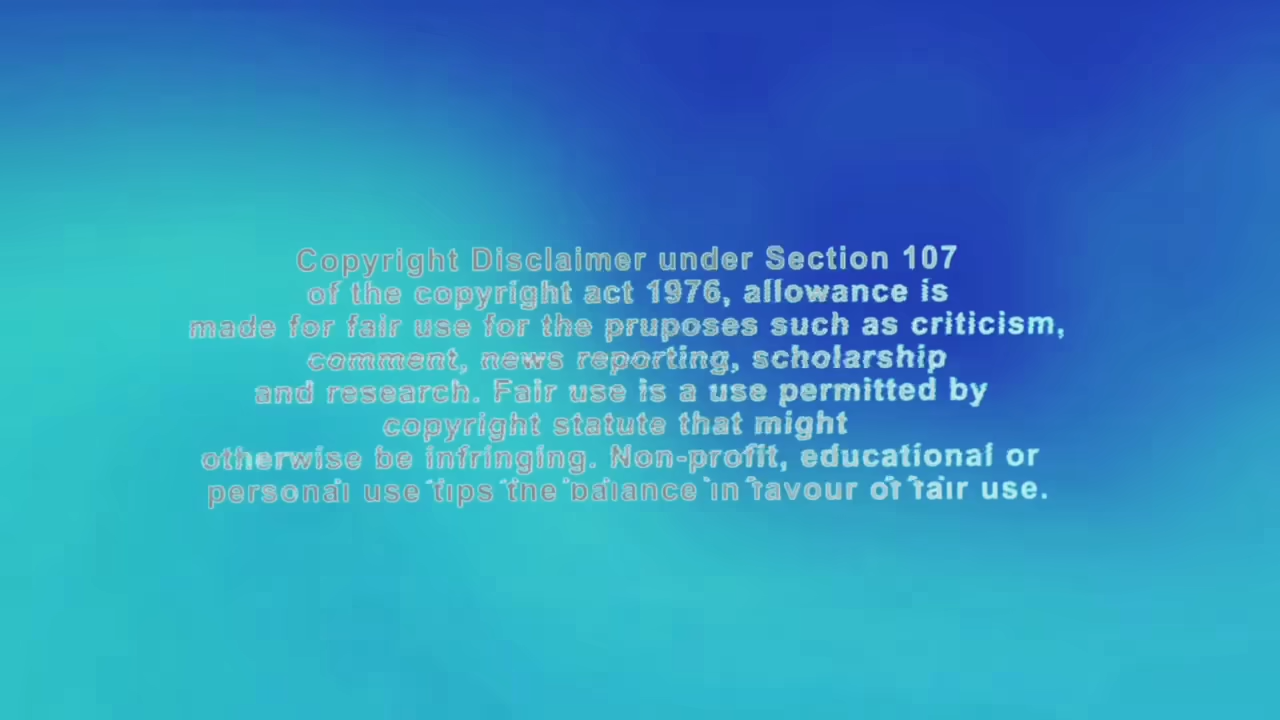 Copyright Disclaimer under Section 107
of the copyright act 1976, allowance is
made for fair use for the pruposes such as criticism,
comment, news reporting, scholarship
and research. Fair use is a use permitted by
copyright statute that might
otherwise be infringing. Non-profit, educational or
personal use tips the balance in favour of fair use.